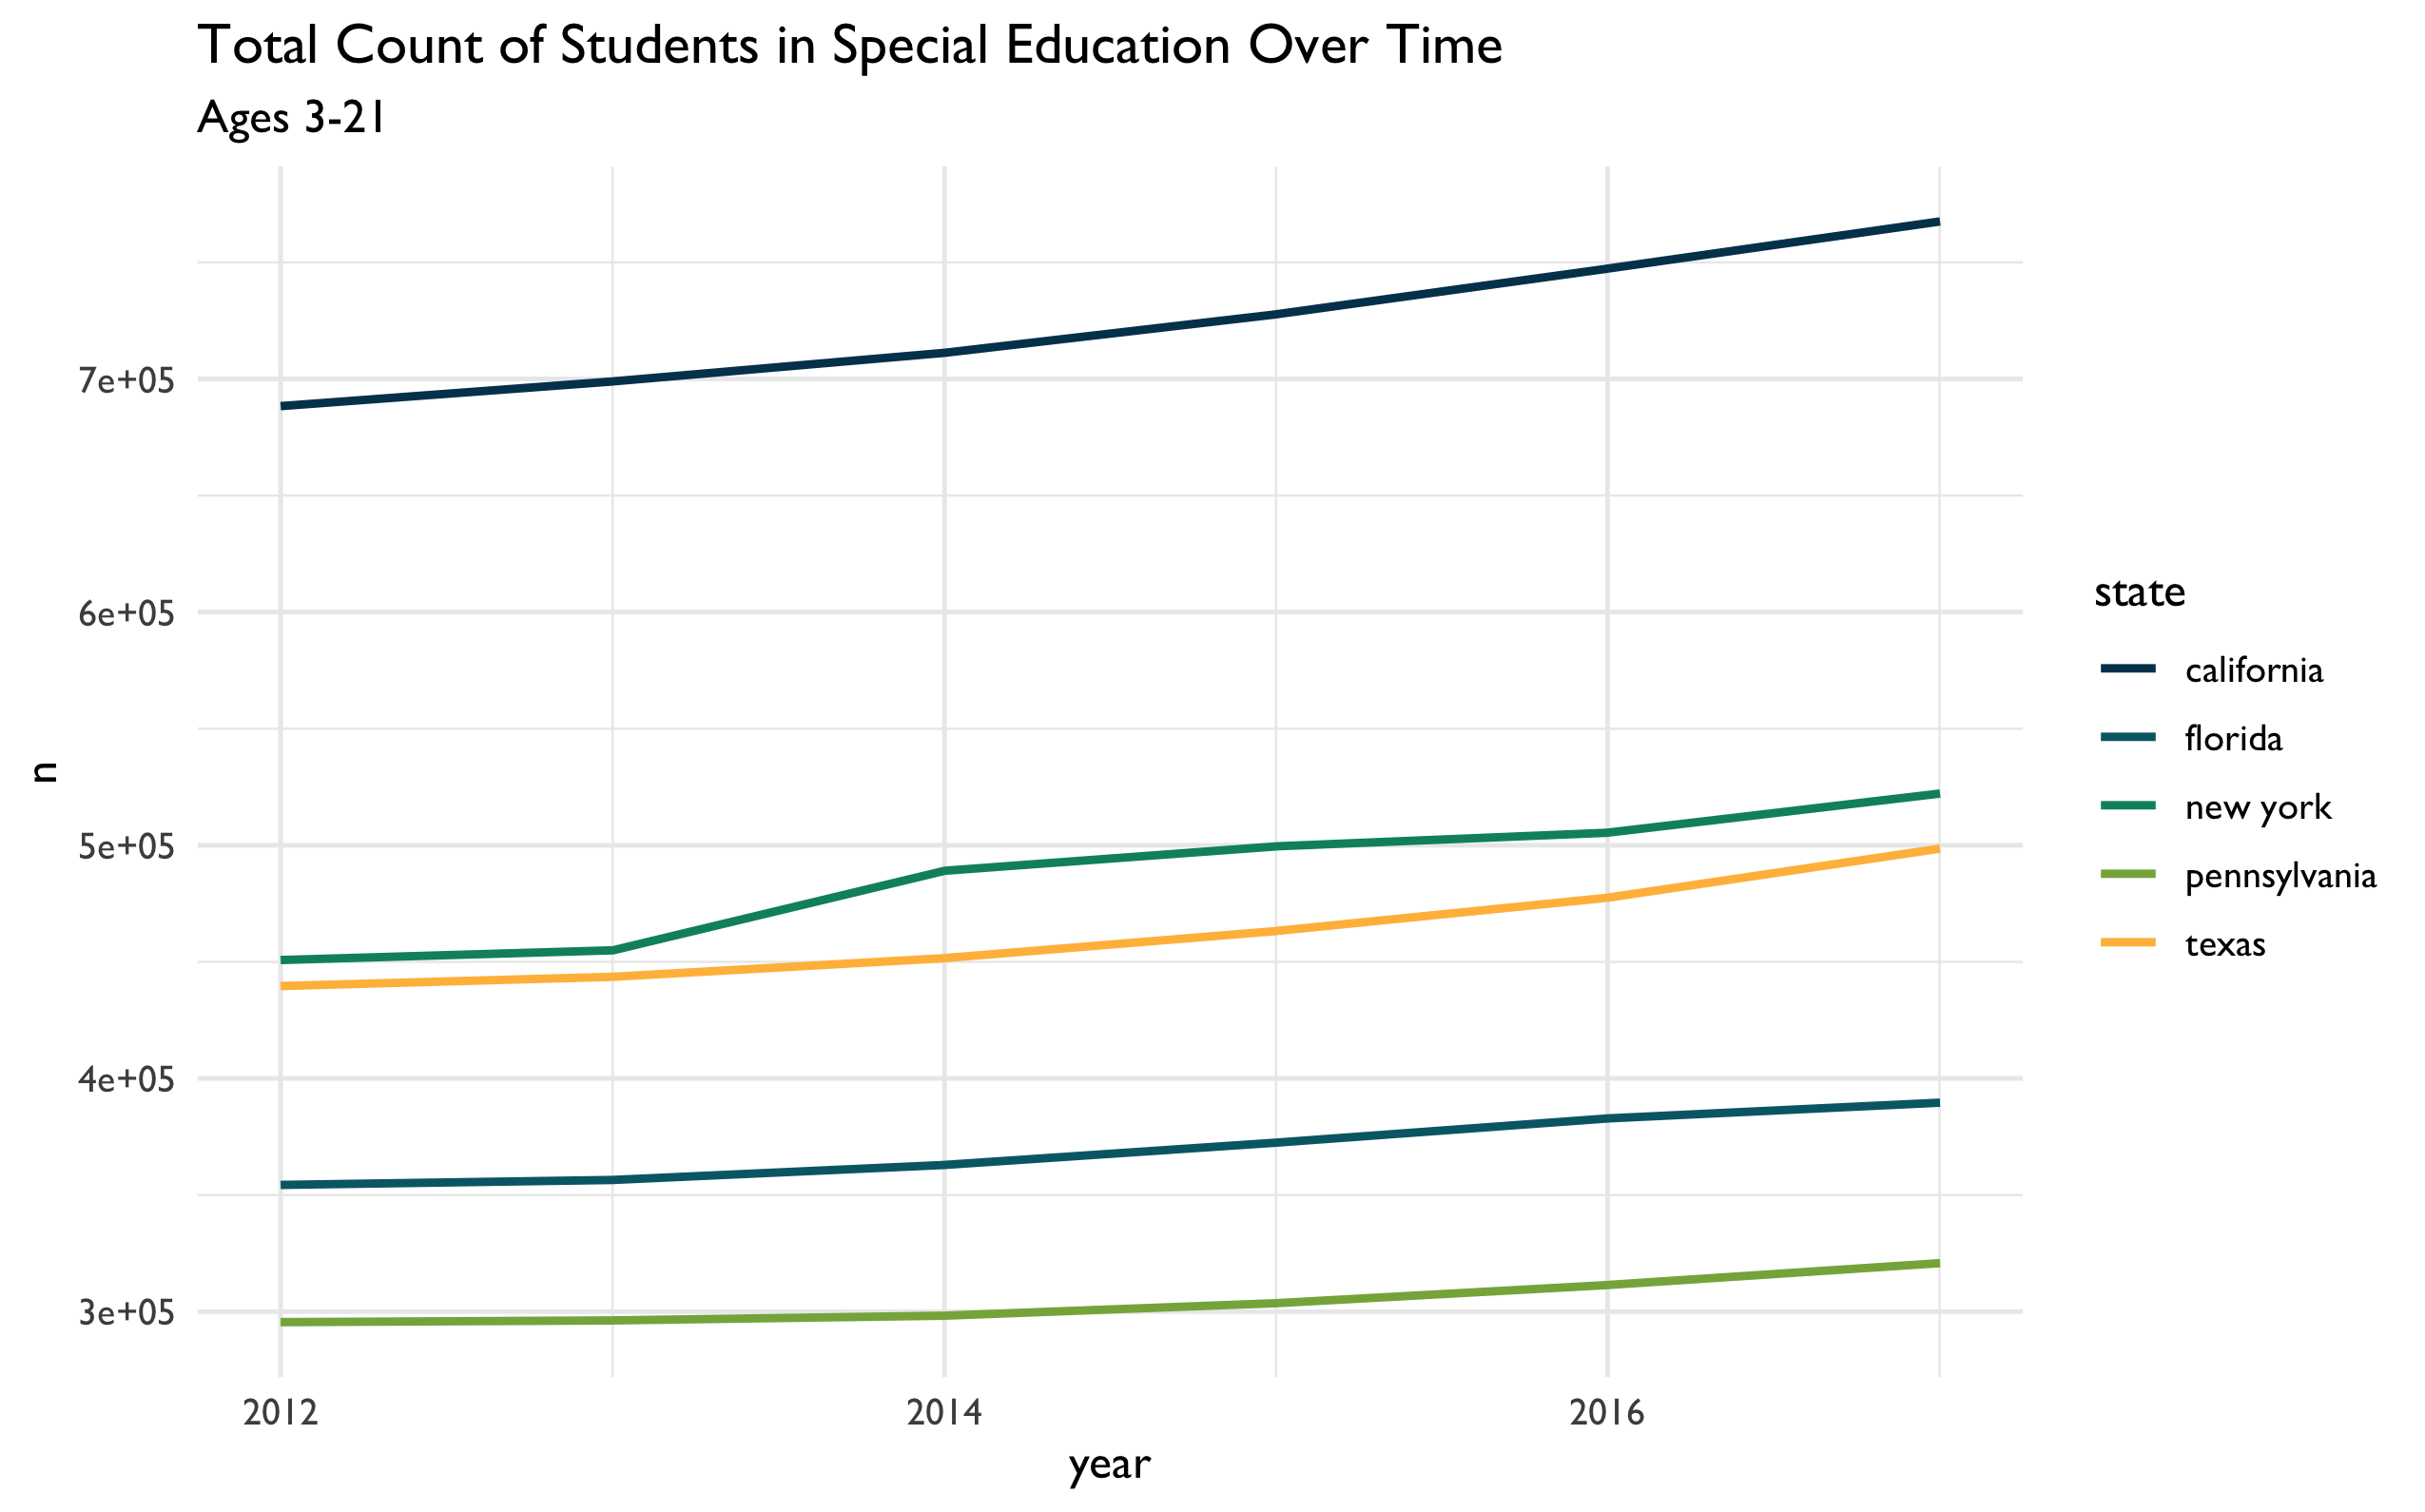 Total Count of Students in Special Education Over Time
Ages 3-21
7e+05
6e+05
5e+05
4e+05
3e+05
n
2012
2014
2016
year
state
california
florida
new york
pennsylvania
texas